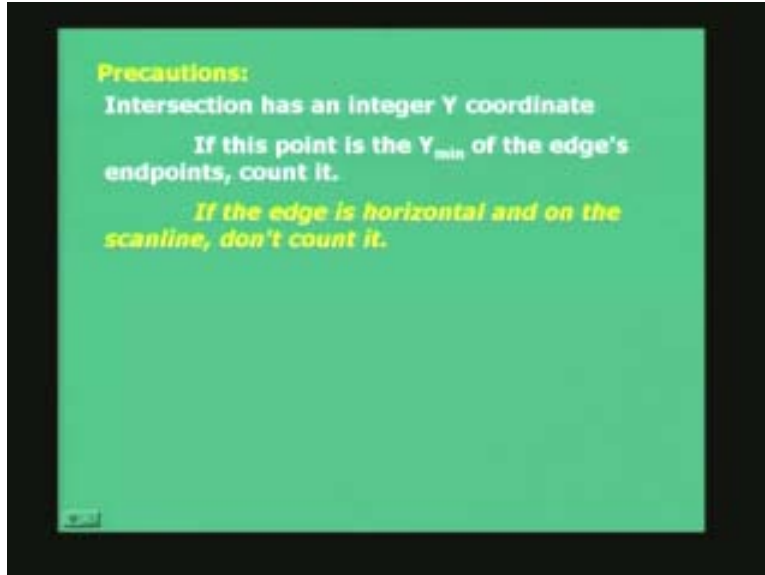 Precautions:
Intersection has an integer Y coordinate
If this point is the Ymin of the edge's
endpoints, count it.
If the edge is horizontal and on the
scanline, don't count it.